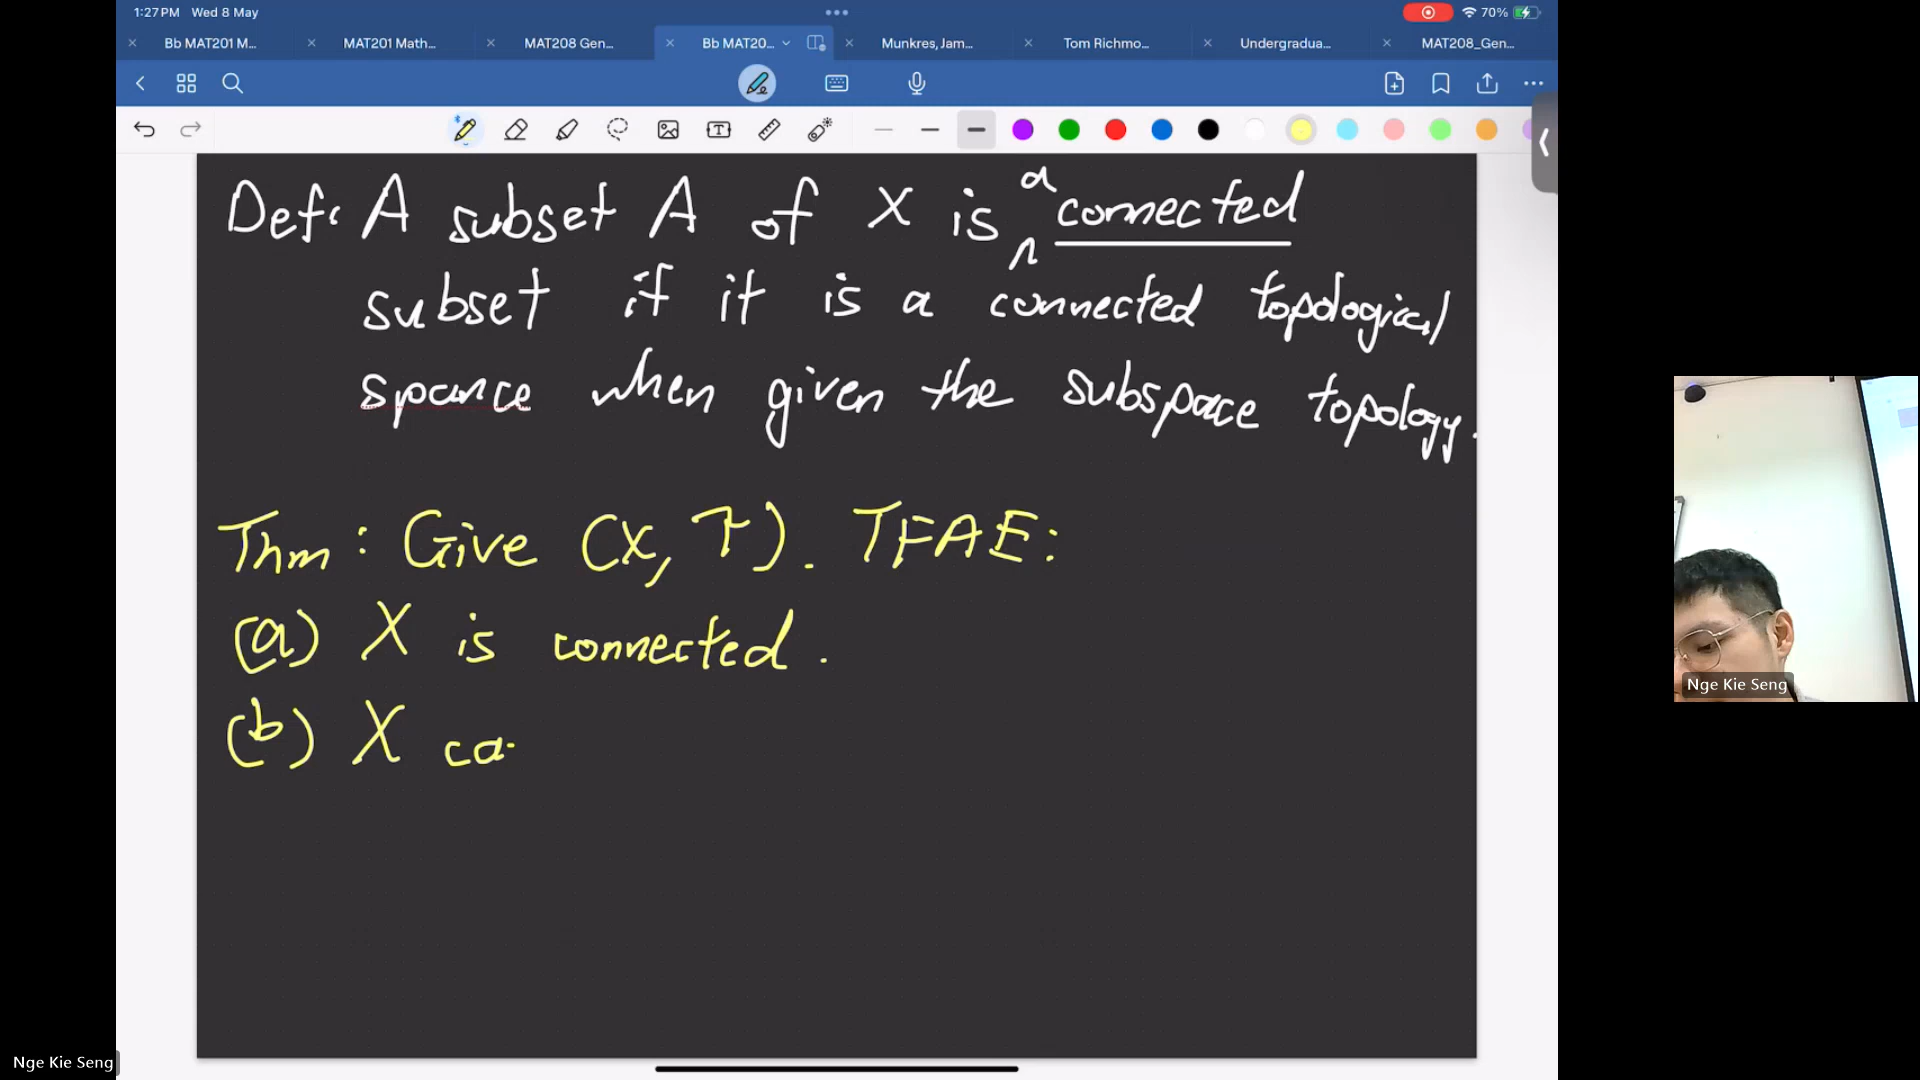 1:27 PM Wed 8 May
70%
Bb MAT201 M...
MAT201 Math...
MAT208 Gen...
Bb MAT20...
Munkres, Jam...
Tom Richmo...
Undergradua...
MAT208_Gen...
Def: A subset A of X is a connected
subset if it is a connected topological
spance when given the subspace topology.
Thm: Give (X, T). TFAE:
(a) X is connected.
(b) X ca
Nge Kie Seng
Nge Kie Seng